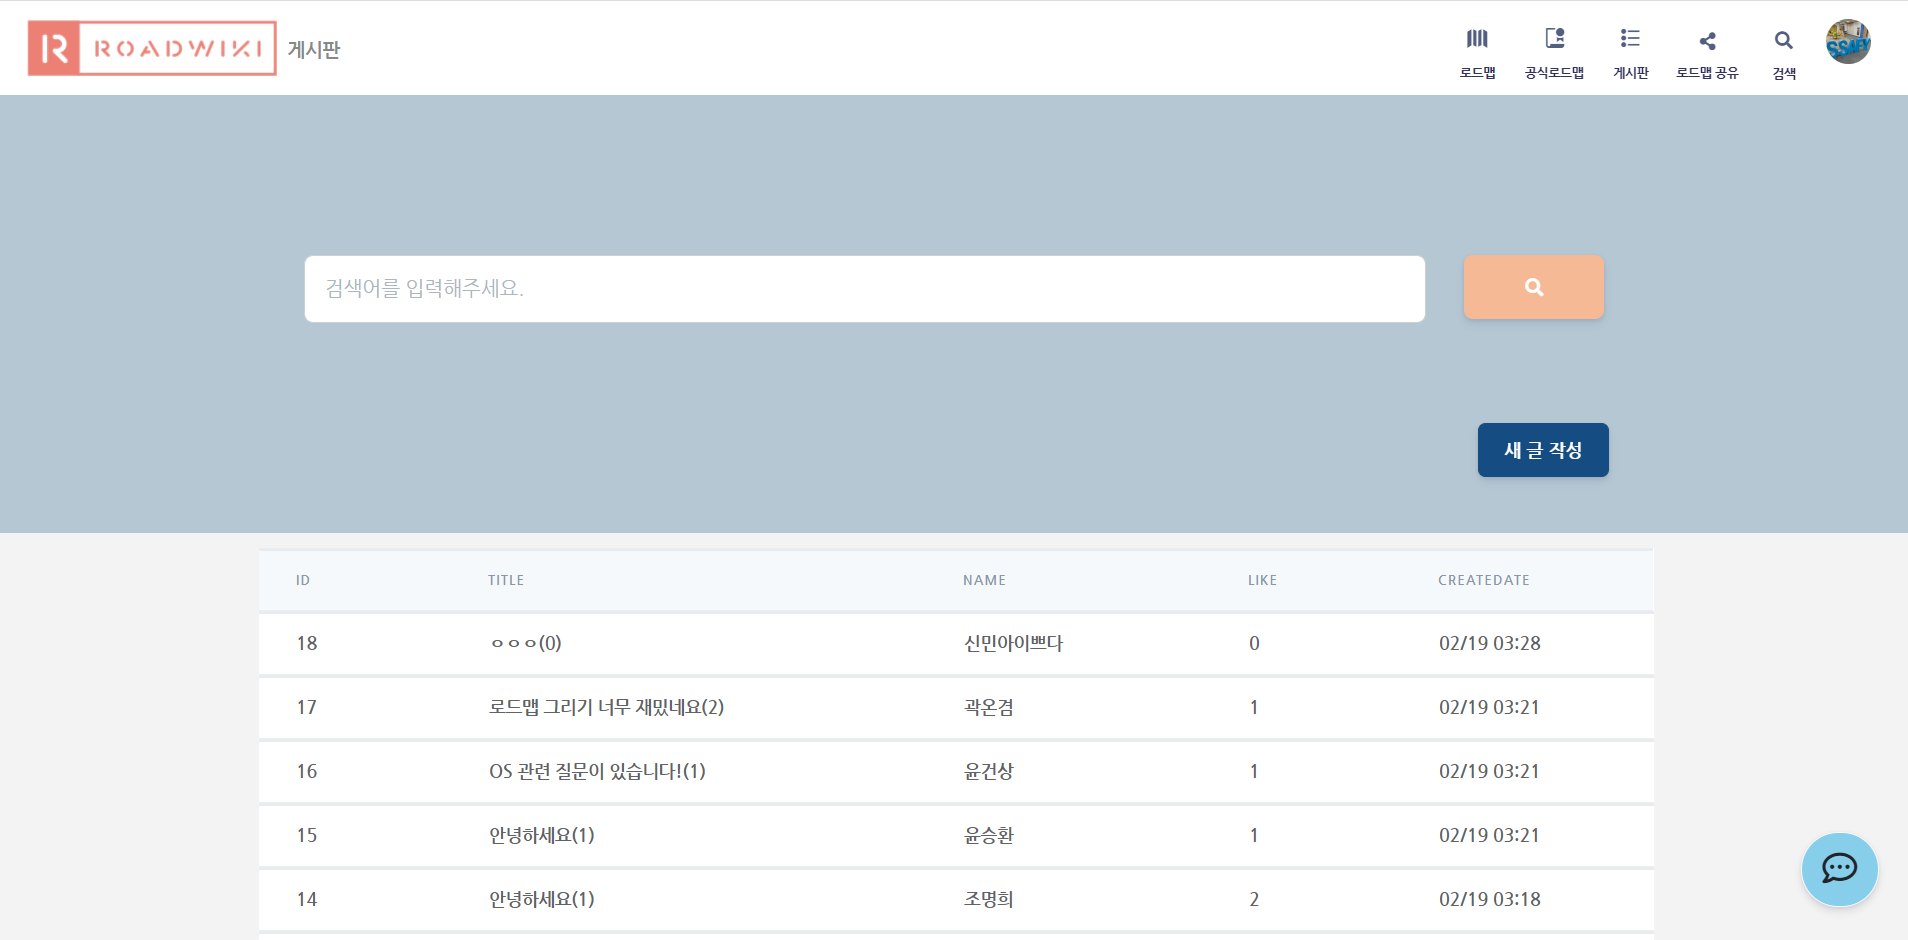 R ROADWIKI 게시판
로드맵 공식로드맵 게시판 로드맵 공유 검색
SSAFY
검색어를 입력해주세요.
새 글 작성
ID TITLE NAME LIKE CREATEDATE
18 ㅇㅇㅇ(0) 신민아이쁘다 0 02/19 03:28
17 로드맵 그리기 너무 재밌네요(2) 곽온겸 1 02/19 03:21
16 OS 관련 질문이 있습니다!(1) 윤건상 1 02/19 03:21
15 안녕하세요(1) 윤승환 1 02/19 03:21
14 안녕하세요(1) 조명희 2 02/19 03:18